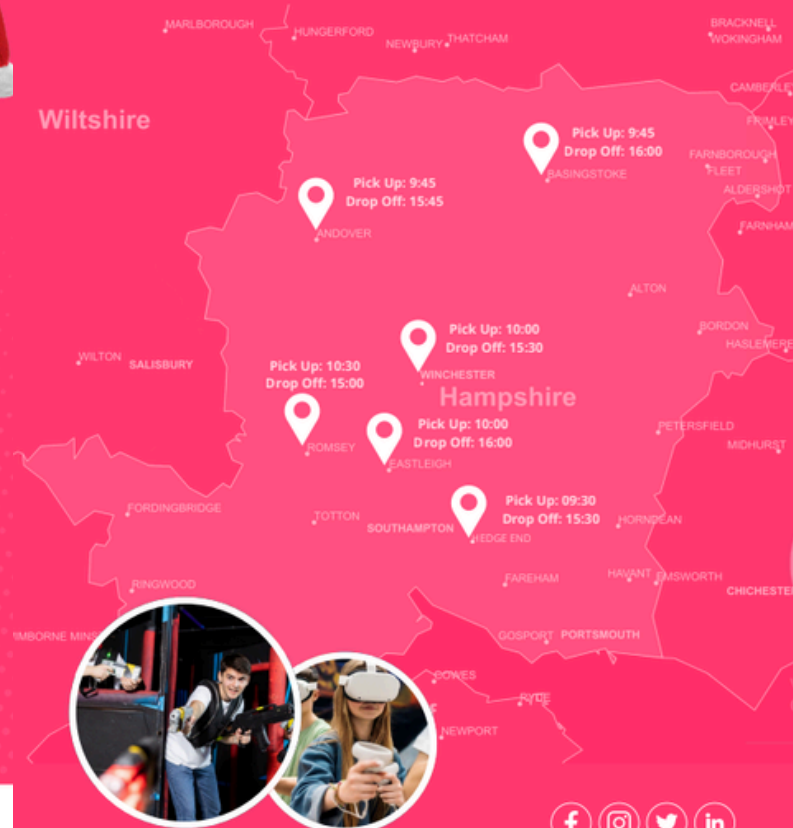 MARLBOROUGH
HUNGERFORD
NEWBURY
THATCHAM
BRACKNELL
WOKINGHAM
CAMBERLEY
Wiltshire
FRIMLEY
Pick Up: 9:45
Drop Off: 16:00
FARNBOROUGH
FLEET
BASINGSTOKE
ALDERSHOT
Pick Up: 9:45
Drop Off: 15:45
ANDOVER
FARNHAM
ALTON
BORDON
HASLEMERE
Pick Up: 10:00
Drop Off: 15:30
WILTON
SALISBURY
Pick Up: 10:30
Drop Off: 15:00
WINCHESTER
Hampshire
Pick Up: 10:00
Drop Off: 16:00
PETERSFIELD
MIDHURST
ROMSEY
EASTLEIGH
Pick Up: 09:30
Drop Off: 15:30
FORDINGBRIDGE
TOTTON
SOUTHAMPTON
HORNDEAN
HEDGE END
FAREHAM
HAVANT
EMSWORTH
RINGWOOD
CHICHESTE
IMBORNE MINS
GOSPORT
PORTSMOUTH
COWES
RYDE
NEWPORT
f
in